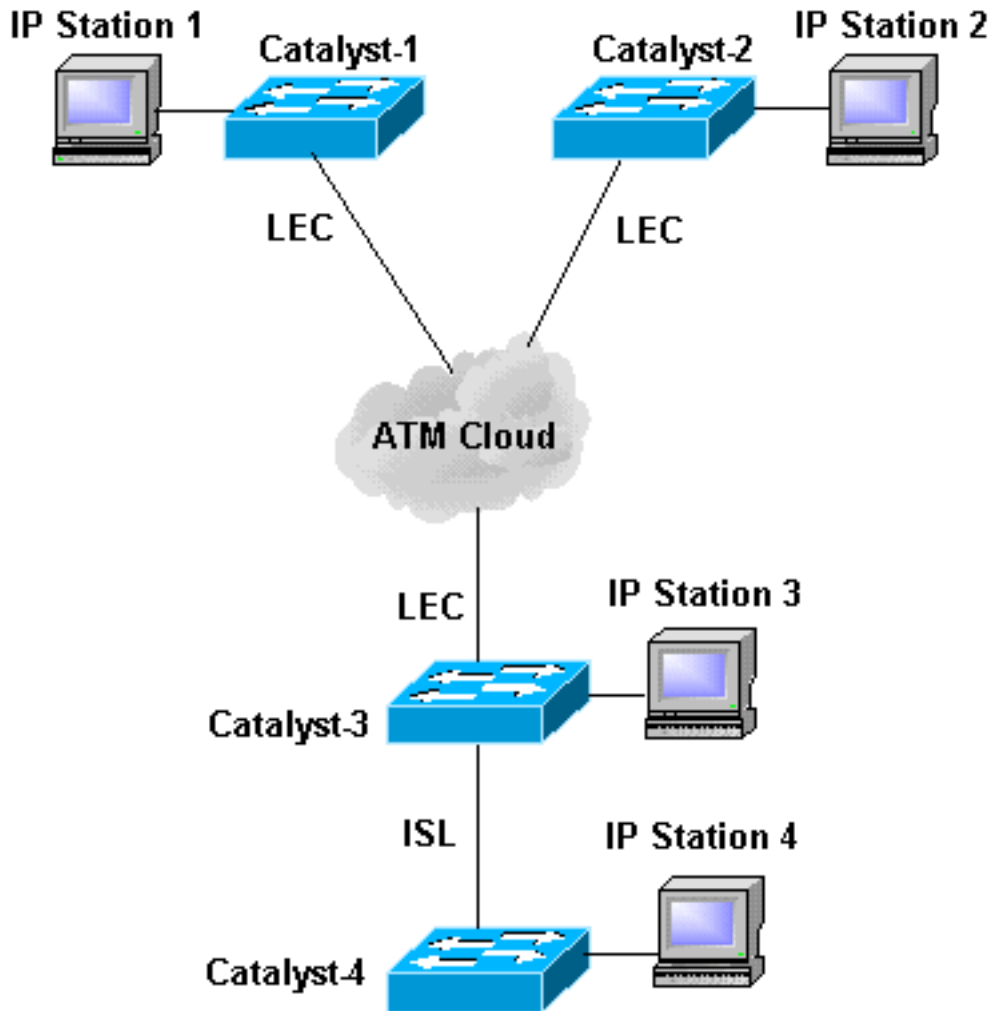 IP Station 1
Catalyst-1
Catalyst-2
IP Station 2
LEC
LEC
ATM Cloud
LEC
IP Station 3
Catalyst-3
ISL
IP Station 4
Catalyst-4